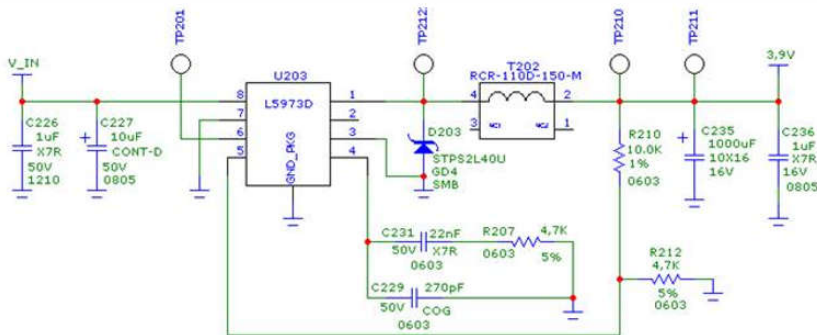 TP201
TP212
TP210
TP211
V_IN
U203
T202
RCR-110D-150-M
3,9V
L5973D
GND_PKG
8
7
6
5
1
2
3
4
4
2
3
1
C226
1uF
X7R
50V
1210
C227
10uF
CONT-D
50V
0805
D203
STPS2L40U
GD4
SMB
R210
10.0K
1%
0603
C235
1000uF
10X16
16V
C236
1uF
X7R
16V
0805
C231
22nF
50V
X7R
0603
R207
4,7K
0603
5%
C229
270pF
50V
COG
0603
R212
4,7K
5%
0603